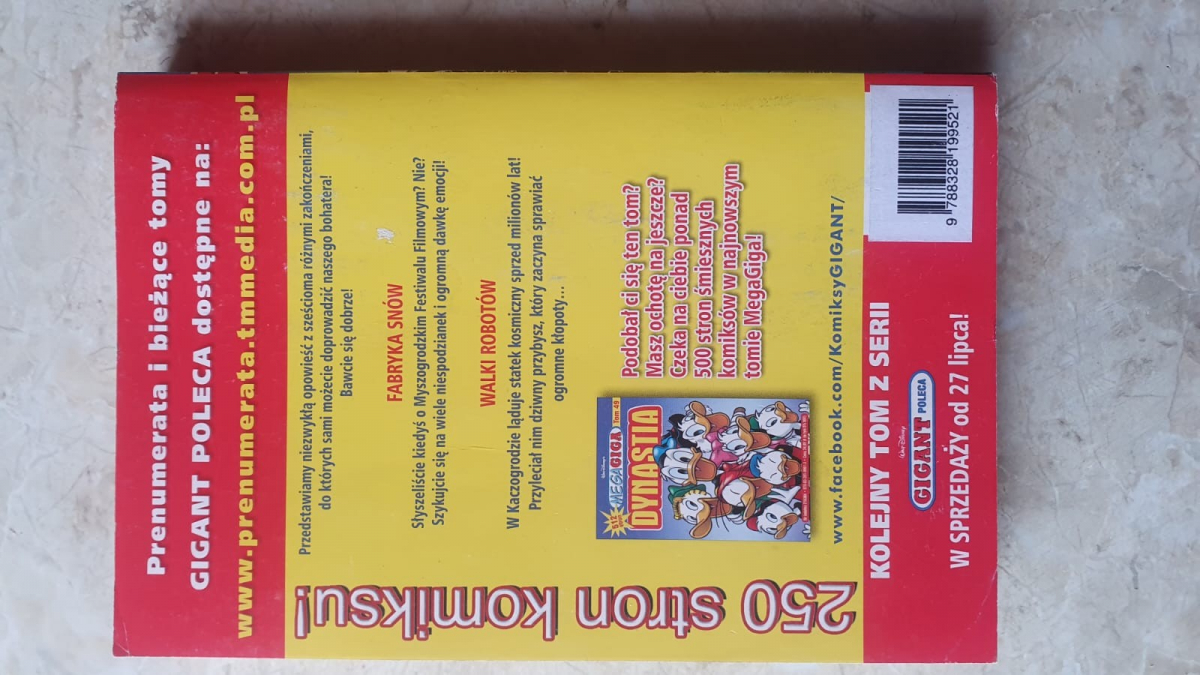 Prenumerata i bieżące tomy
GIGANT POLECA dostępne na:
www.prenumerata.tmmedia.com.pl
250 stron komiksu!
Przedstawiamy niezwykłą opowieść z sześcioma różnymi zakończeniami,
do których sami możecie doprowadzić naszego bohatera!
Bawcie się dobrze!
FABRYKA SNÓW
Słyszeliście kiedyś o Myszogrodzkim Festiwalu Filmowym? Nie?
Szykujcie się na wiele niespodzianek i ogromną dawkę emocji!
WALKI ROBOTÓW
W Kaczogrodzie ląduje statek kosmiczny sprzed milionów lat!
Przyleciał nim dziwny przybysz, który zaczyna sprawiać
ogromne kłopoty...
512
MEGA GIGA
Tom 49
DYNASTIA
Podobał ci się ten tom?
Masz ochotę na jeszcze?
Czeka na ciebie ponad
500 stron śmiesznych
komiksów w najnowszym
tomie MegaGiga!
www.facebook.com/KomiksyGIGANT/
KOLEJNY TOM Z SERII
Walt Disney
GIGANT POLECA
W SPRZEDAŻY od 27 lipca!
9 788328 199521